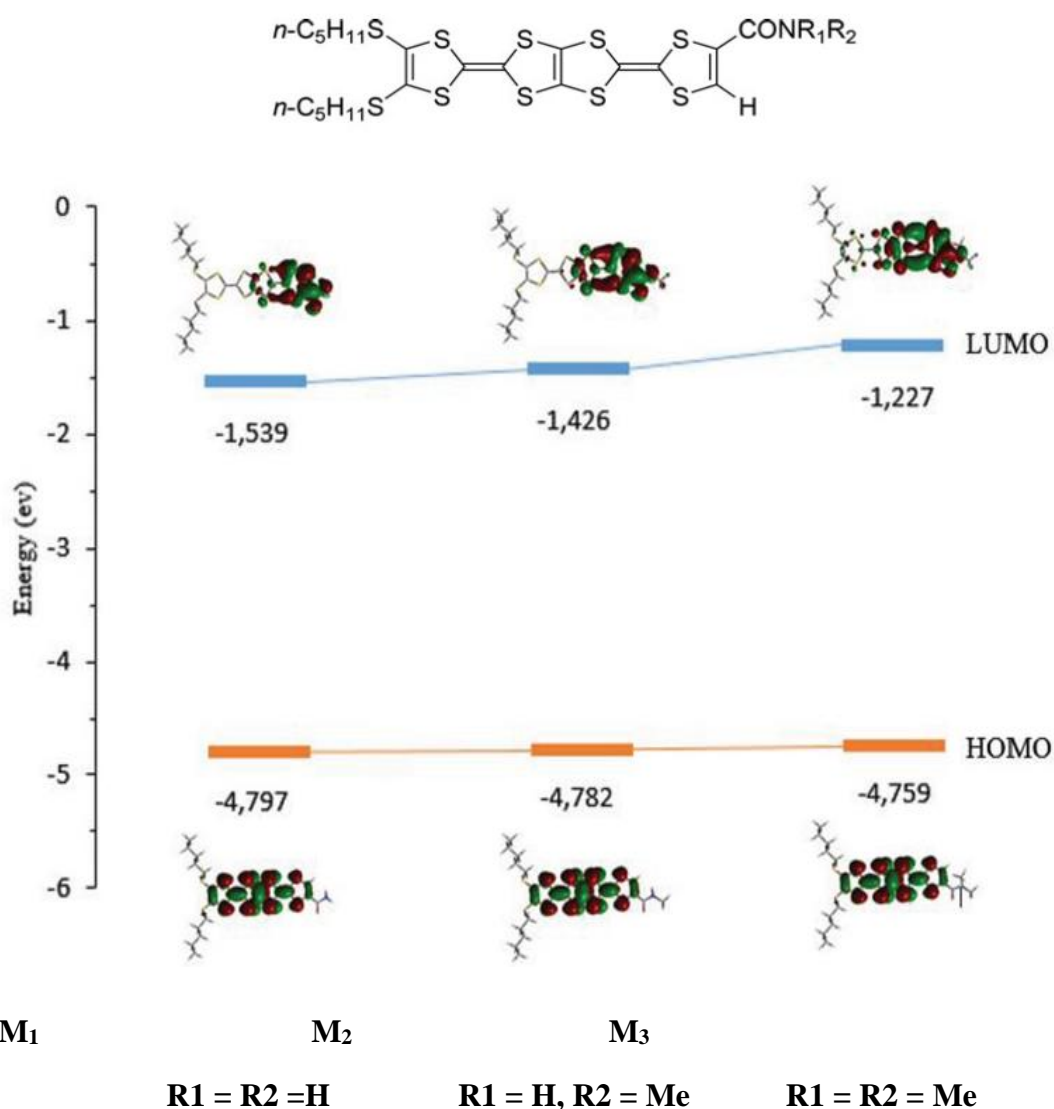 n-C5H11S S S S S CONR1R2
n-C5H11S S S S S H
0
-1
LUMO
-1,539
-1,426
-1,227
-2
Energy (ev)
-3
-4
HOMO
-4,797
-4,782
-4,759
-5
-6
M1 M2 M3
R1 = R2 =H R1 = H, R2 = Me R1 = R2 = Me